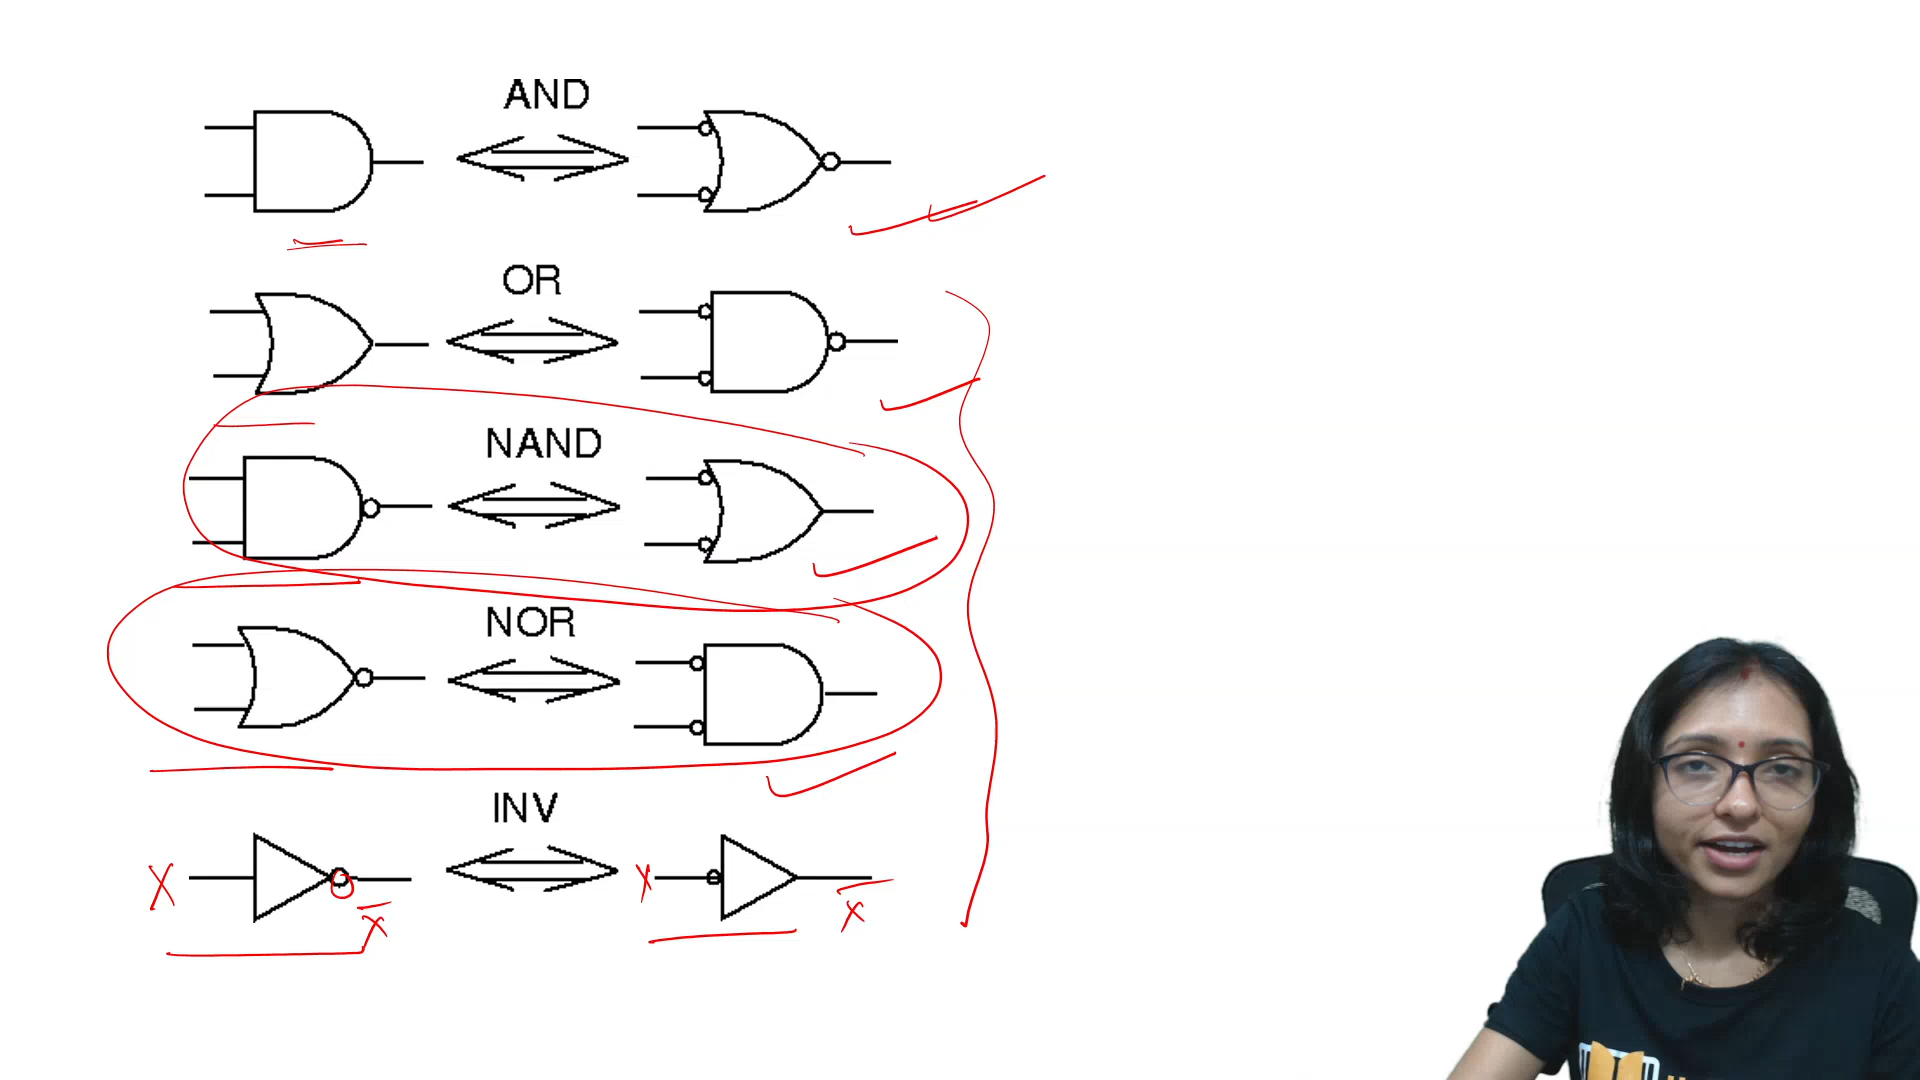 AND
OR
NAND
NOR
INV
X
X
x̅
x̅